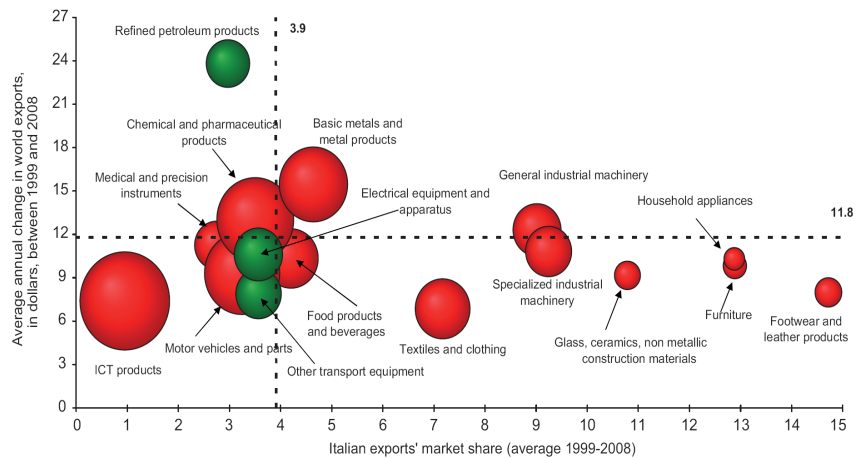 27
24
21
18
15
12
9
6
3
0
Average annual change in world exports,
in dollars, between 1999 and 2008
3.9
11.8
Refined petroleum products
Chemical and pharmaceutical
products
Basic metals and
metal products
Medical and precision
instruments
Electrical equipment and
apparatus
General industrial machinery
Household appliances
Specialized industrial
machinery
Food products
and beverages
Motor vehicles and parts
Other transport equipment
ICT products
Textiles and clothing
Glass, ceramics, non metallic
construction materials
Furniture
Footwear and
leather products
0 1 2 3 4 5 6 7 8 9 10 11 12 13 14 15
Italian exports' market share (average 1999-2008)